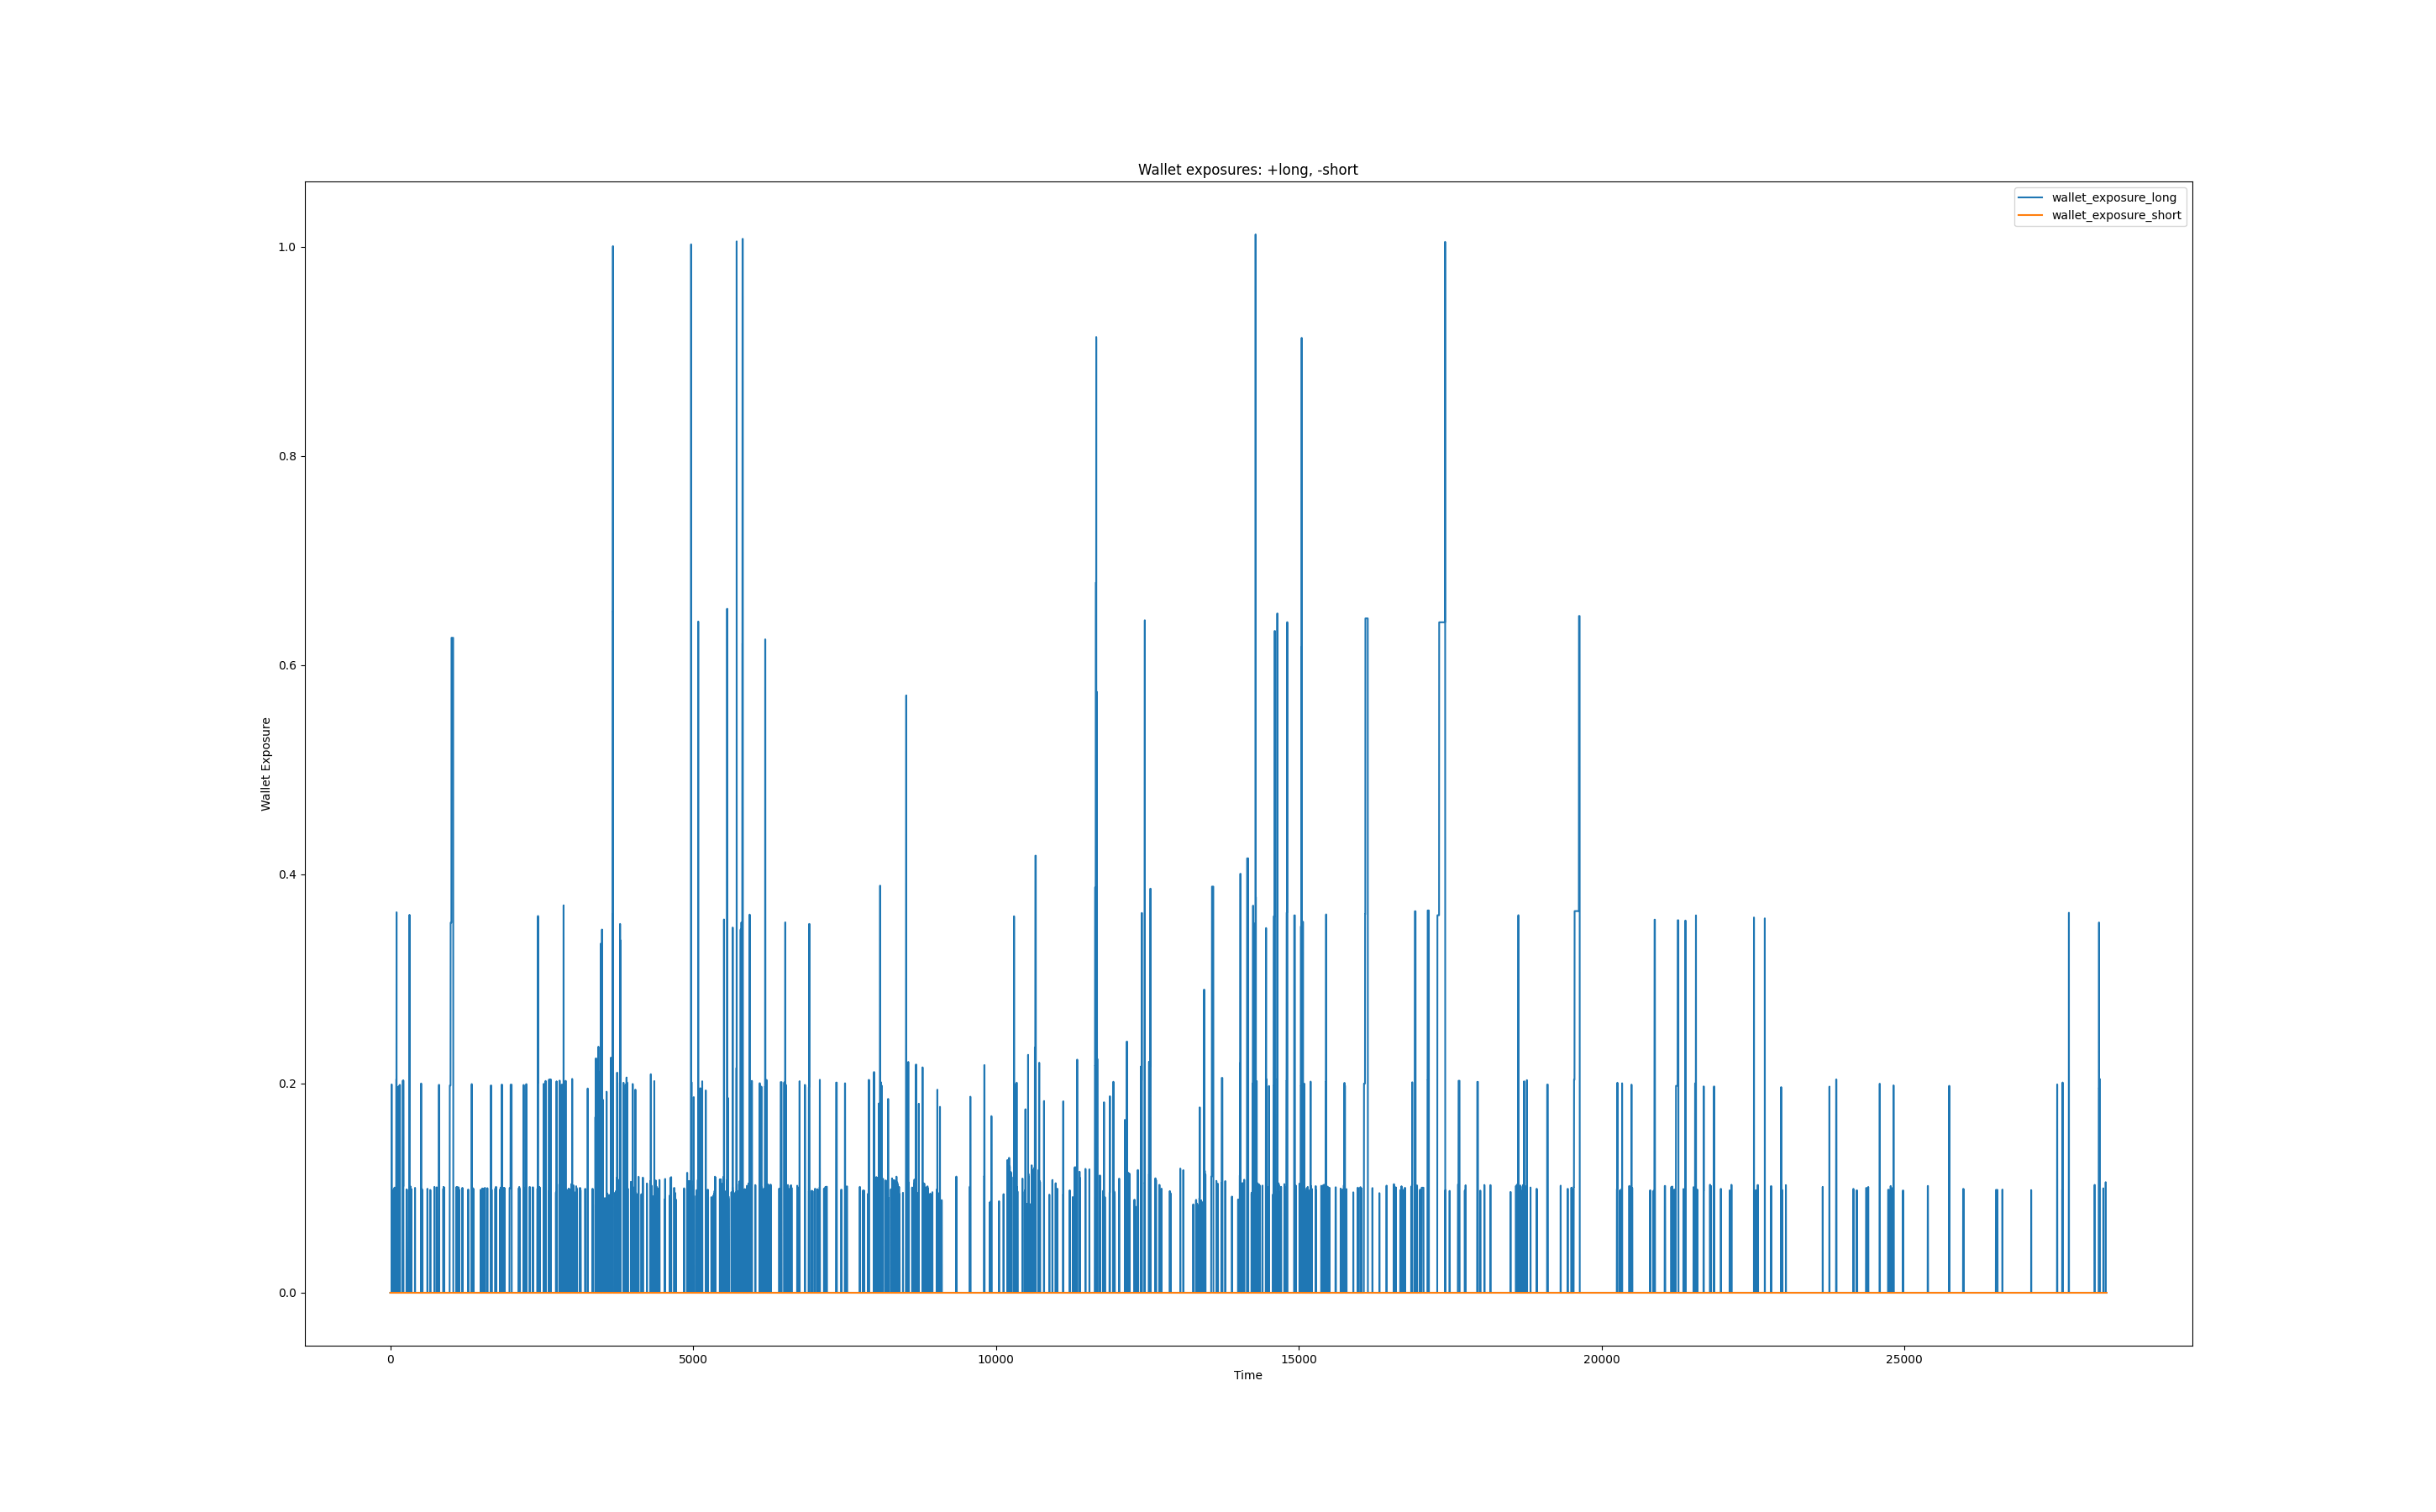 Wallet exposures: +long, -short
wallet_exposure_long
wallet_exposure_short
1.0
0.8
0.6
0.4
0.2
0.0
Wallet Exposure
0 5000 10000 15000 20000 25000
Time